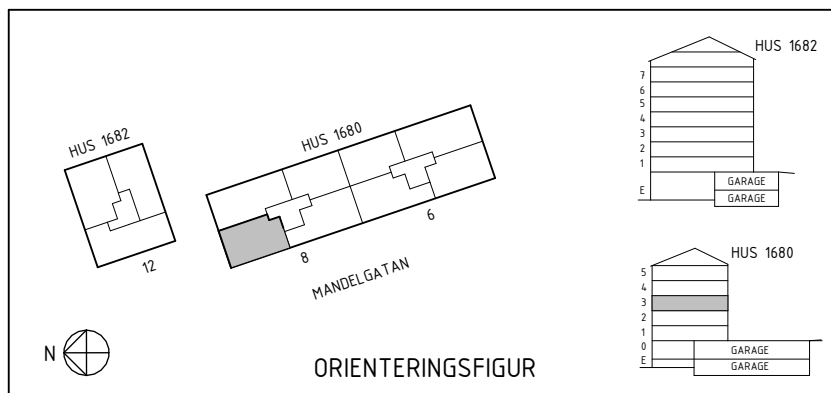 HUS 1682
7
6
5
4
3
2
1
E
GARAGE
GARAGE
HUS 1682
12
HUS 1680
6
8
MANDELGATAN
HUS 1680
5
4
3
2
1
0
E
GARAGE
GARAGE
N
ORIENTERINGSFIGUR